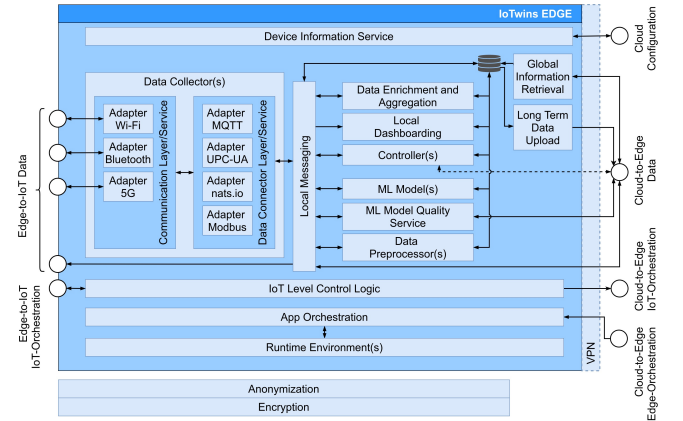 IoTwins EDGE
Device Information Service
Cloud
Configuration
Data Collector(s)
Global
Information
Retrieval
Adapter
Wi-Fi
Adapter
Bluetooth
Adapter
5G
Communication Layer/Service
Adapter
MQTT
Adapter
UPC-UA
Adapter
nats.io
Adapter
Modbus
Data Connector Layer/Service
Local Messaging
Data Enrichment and
Aggregation
Local
Dashboarding
Controller(s)
ML Model(s)
ML Model Quality
Service
Data
Preprocessor(s)
Long Term
Data
Upload
Edge-to-IoT Data
Cloud-to-Edge
Data
Edge-to-IoT
IoT-Orchestration
IoT Level Control Logic
Cloud-to-Edge
IoT-Orchestration
App Orchestration
Runtime Environment(s)
VPN
Cloud-to-Edge
Edge-Orchestration
Anonymization
Encryption